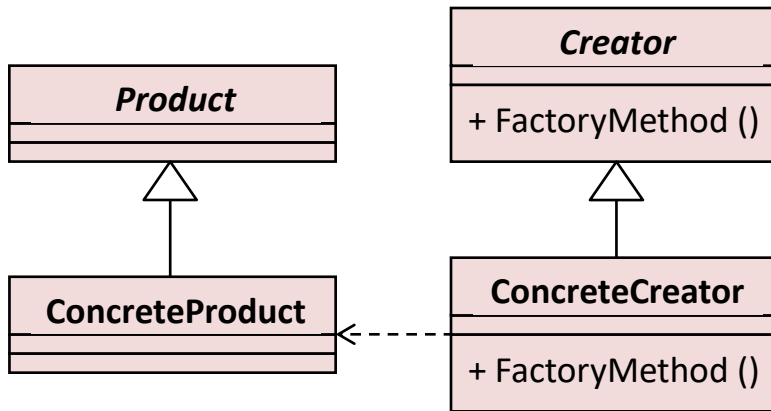 Creator
Product
+ FactoryMethod ()
ConcreteProduct
ConcreteCreator
+ FactoryMethod ()